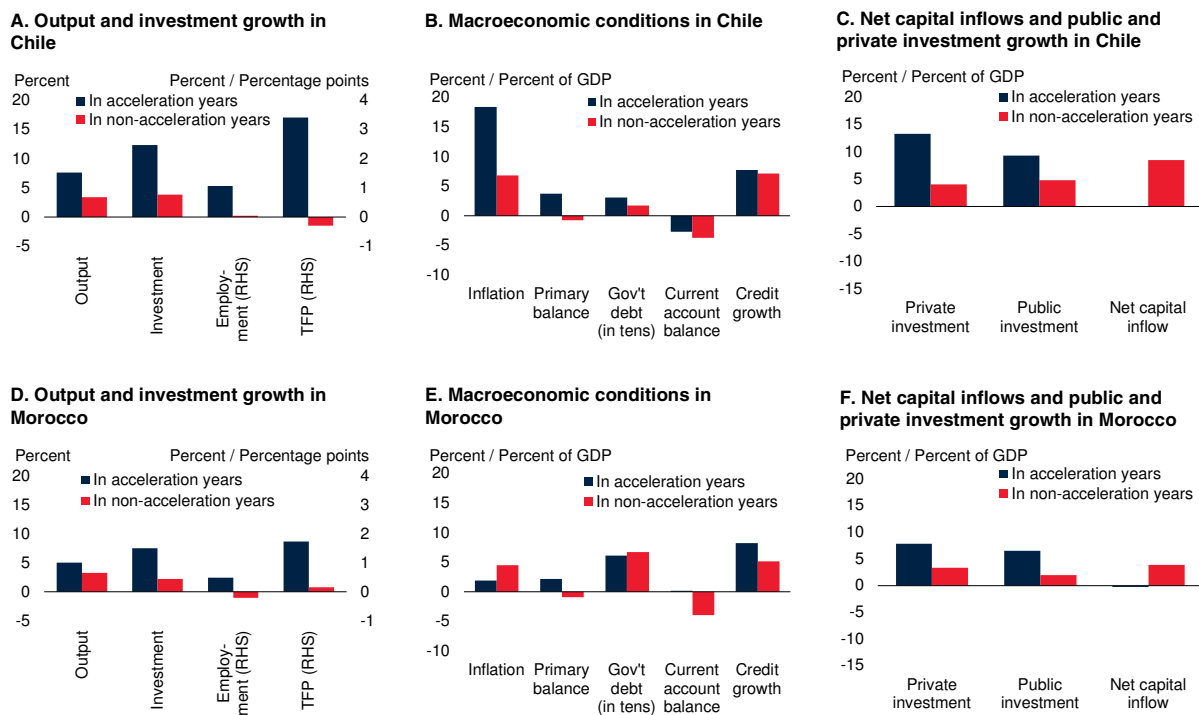 A. Output and investment growth in
Chile
Percent
Percent / Percentage points
20
15
10
5
0
-5
4
3
2
1
0
-1
In acceleration years
In non-acceleration years
Output
Investment
Employ-
ment (RHS)
TFP (RHS)
B. Macroeconomic conditions in Chile
Percent / Percent of GDP
20
15
10
5
0
-5
-10
In acceleration years
In non-acceleration years
Inflation
Primary
balance
Gov't
debt
(in tens)
Current
account
balance
Credit
growth
C. Net capital inflows and public and
private investment growth in Chile
Percent / Percent of GDP
20
15
10
5
0
-5
-10
-15
In acceleration years
In non-acceleration years
Private
investment
Public
investment
Net capital
inflow
D. Output and investment growth in
Morocco
Percent
Percent / Percentage points
20
15
10
5
0
-5
4
3
2
1
0
-1
In acceleration years
In non-acceleration years
Output
Investment
Employ-
ment (RHS)
TFP (RHS)
E. Macroeconomic conditions in
Morocco
Percent / Percent of GDP
20
15
10
5
0
-5
-10
In acceleration years
In non-acceleration years
Inflation
Primary
balance
Gov't
debt
(in tens)
Current
account
balance
Credit
growth
F. Net capital inflows and public and
private investment growth in Morocco
Percent / Percent of GDP
20
15
10
5
0
-5
-10
-15
In acceleration years
In non-acceleration years
Private
investment
Public
investment
Net capital
inflow